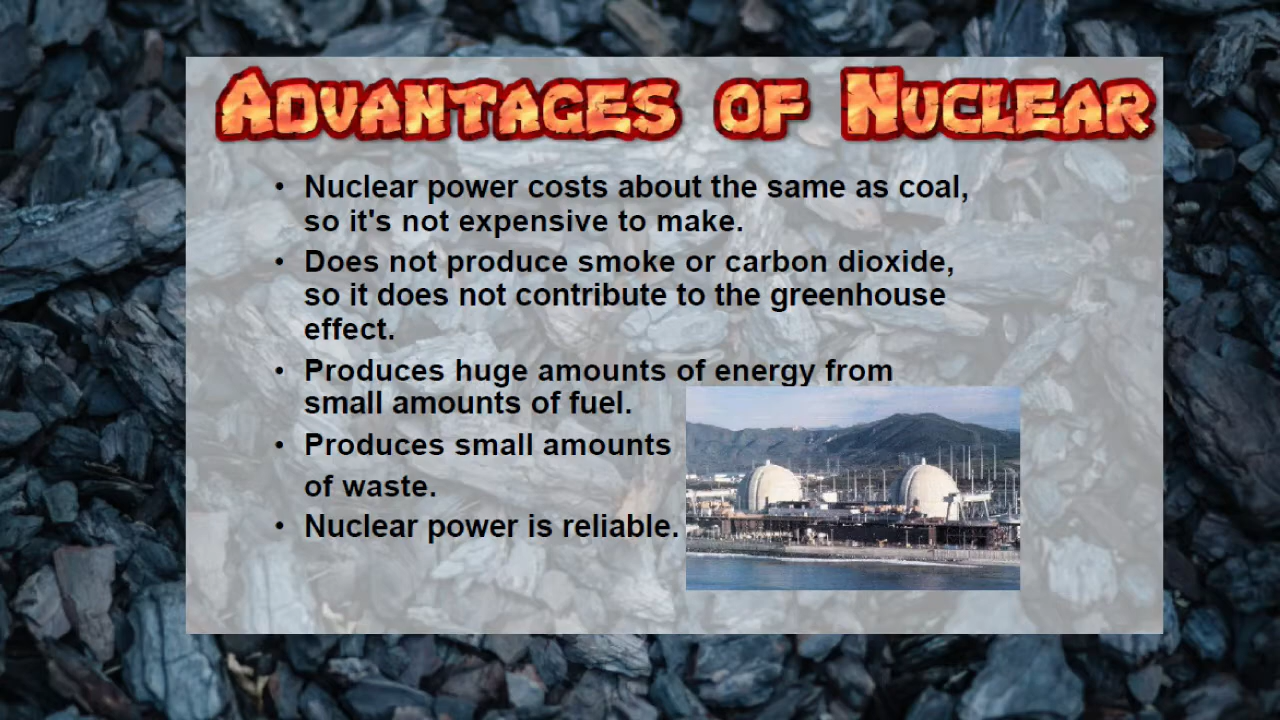 Advantages of Nuclear
• Nuclear power costs about the same as coal,
so it's not expensive to make.
• Does not produce smoke or carbon dioxide,
so it does not contribute to the greenhouse
effect.
• Produces huge amounts of energy from
small amounts of fuel.
• Produces small amounts
of waste.
• Nuclear power is reliable.